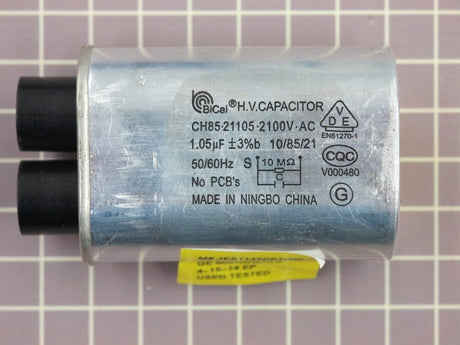 BiCai ® H.V.CAPACITOR
CH85·21105·2100V·AC
1.05µF ±3%b 10/85/21
50/60Hz S 10 MΩ
C
No PCB's
MADE IN NINGBO CHINA
VDE
EN61270-1
CQC
V000480
G
4-15-14 EP
USED TESTED